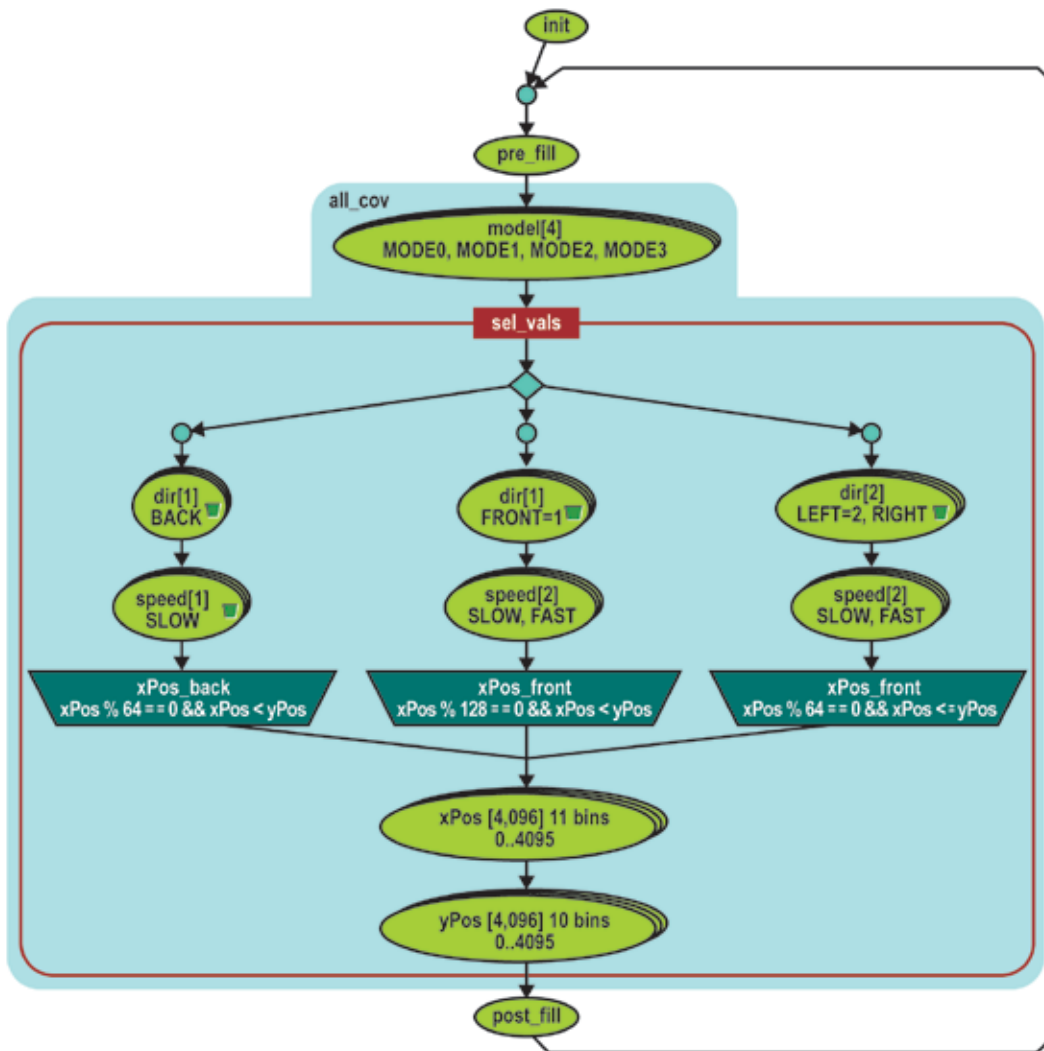 init
pre_fill
all_cov
model[4]
MODE0, MODE1, MODE2, MODE3
sel_vals
dir[1]
BACK
dir[1]
FRONT=1
dir[2]
LEFT=2, RIGHT
speed[1]
SLOW
speed[2]
SLOW, FAST
speed[2]
SLOW, FAST
xPos_back
xPos % 64 == 0 && xPos < yPos
xPos_front
xPos % 128 == 0 && xPos < yPos
xPos_front
xPos % 64 == 0 && xPos <= yPos
xPos [4,096] 11 bins
0..4095
yPos [4,096] 10 bins
0..4095
post_fill